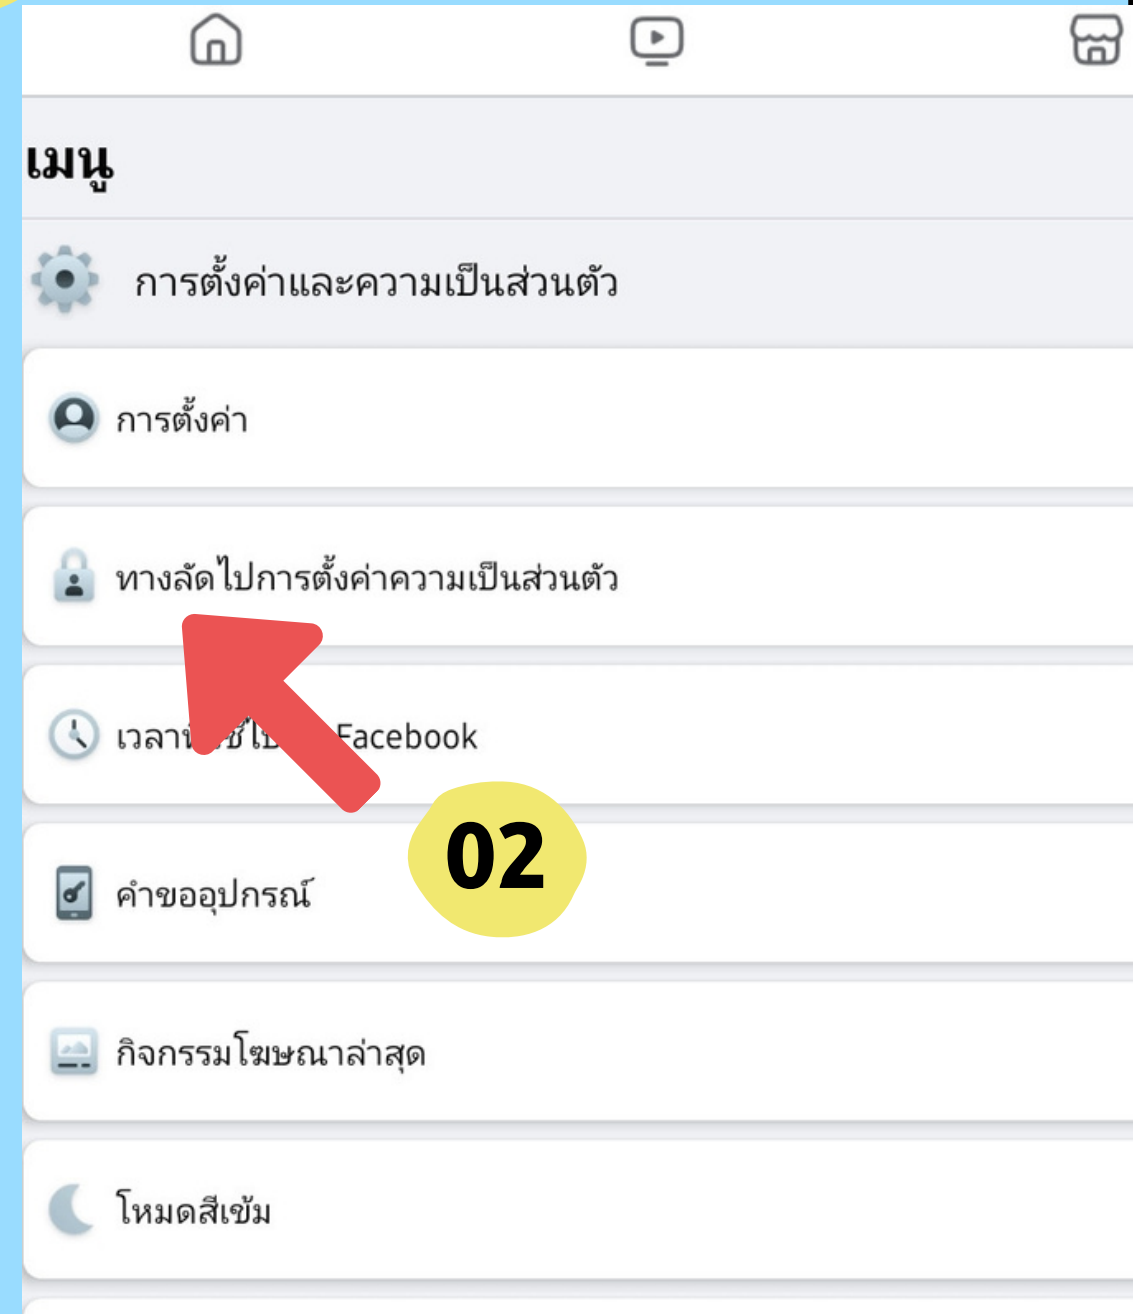 เมนู
การตั้งค่าและความเป็นส่วนตัว
การตั้งค่า
ทางลัดไปการตั้งค่าความเป็นส่วนตัว
Facebook
02
คำขออุปกรณ์
กิจกรรมโฆษณาล่าสุด
โหมดสีเข้ม